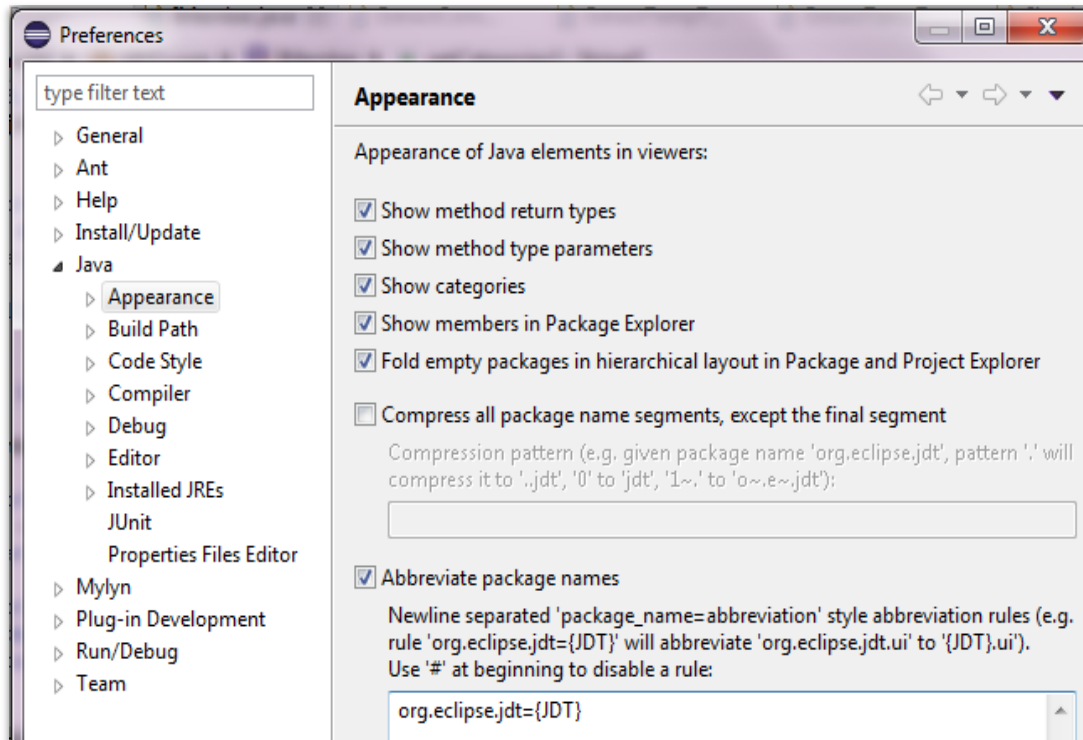 Preferences
type filter text
General
Ant
Help
Install/Update
Java
Appearance
Build Path
Code Style
Compiler
Debug
Editor
Installed JREs
JUnit
Properties Files Editor
Mylyn
Plug-in Development
Run/Debug
Team
Appearance
Appearance of Java elements in viewers:
Show method return types
Show method type parameters
Show categories
Show members in Package Explorer
Fold empty packages in hierarchical layout in Package and Project Explorer
Compress all package name segments, except the final segment
Compression pattern (e.g. given package name 'org.eclipse.jdt', pattern '.' will
compress it to '..jdt', '0' to 'jdt', '1~.' to 'o~.e~.jdt'):
Abbreviate package names
Newline separated 'package_name=abbreviation' style abbreviation rules (e.g.
rule 'org.eclipse.jdt={JDT}' will abbreviate 'org.eclipse.jdt.ui' to '{JDT}.ui').
Use '#' at beginning to disable a rule:
org.eclipse.jdt={JDT}